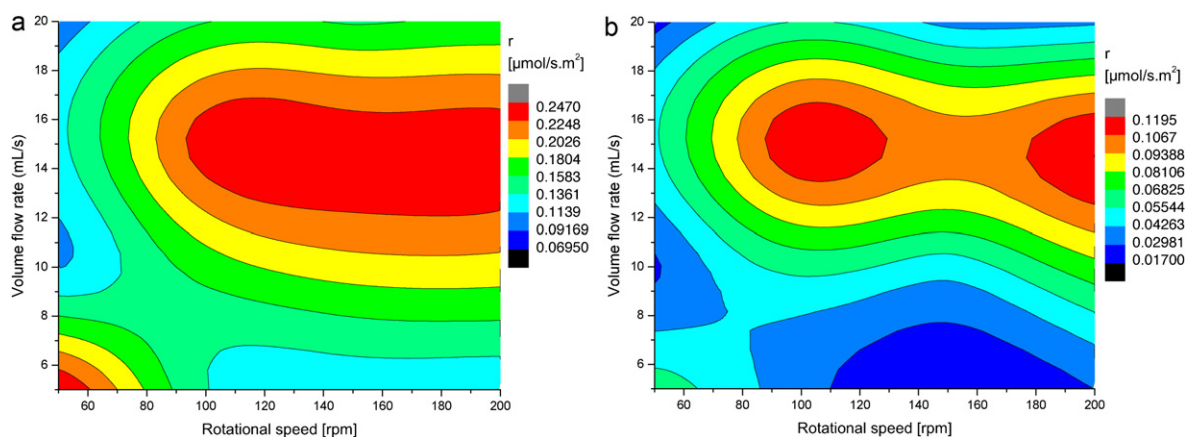 a
Volume flow rate (mL/s)
20
18
16
14
12
10
8
6
60 80 100 120 140 160 180 200
Rotational speed [rpm]
r
[µmol/s.m²]
0.2470
0.2248
0.2026
0.1804
0.1583
0.1361
0.1139
0.09169
0.06950
b
Volume flow rate (mL/s)
20
18
16
14
12
10
8
6
60 80 100 120 140 160 180 200
Rotational speed [rpm]
r
[µmol/s.m²]
0.1195
0.1067
0.09388
0.08106
0.06825
0.05544
0.04263
0.02981
0.01700